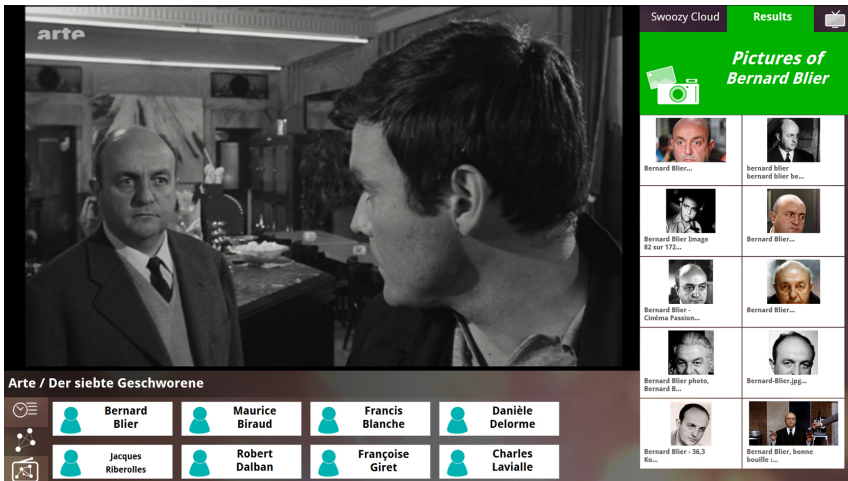 arte
Swoozy Cloud
Results
Pictures of
Bernard Blier
Bernard Blier...
bernard blier
bernard blier be...
Bernard Blier Image
82 sur 172...
Bernard Blier...
Bernard Blier -
Cinéma Passion...
Bernard Blier...
Bernard Blier photo,
Bernard B...
Bernard-Blier.jpg...
Bernard Blier - 36,3
Ko...
Bernard Blier, bonne
bouille :...
Arte / Der siebte Geschworene
Bernard
Blier
Maurice
Biraud
Francis
Blanche
Danièle
Delorme
Jacques
Riberolles
Robert
Dalban
Françoise
Giret
Charles
Lavialle